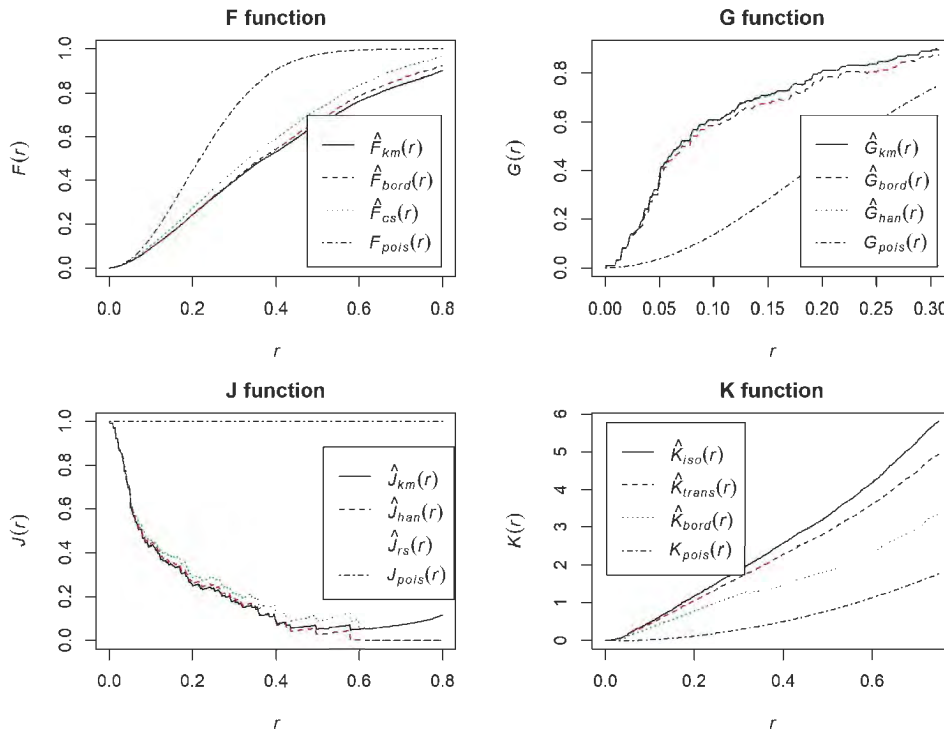 F function
F(r)
1.0
0.8
0.6
0.4
0.2
0.0
F̂km(r)
F̂bord(r)
F̂cs(r)
Fpois(r)
0.0 0.2 0.4 0.6 0.8
r
G function
G(r)
0.8
0.6
0.4
0.2
0.0
Ĝkm(r)
Ĝbord(r)
Ĝhan(r)
Gpois(r)
0.00 0.05 0.10 0.15 0.20 0.25 0.30
r
J function
J(r)
1.0
0.8
0.6
0.4
0.2
0.0
Ĵkm(r)
Ĵhan(r)
Ĵrs(r)
Jpois(r)
0.0 0.2 0.4 0.6 0.8
r
K function
K(r)
6
5
4
3
2
1
0
K̂iso(r)
K̂trans(r)
K̂bord(r)
Kpois(r)
0.0 0.2 0.4 0.6
r